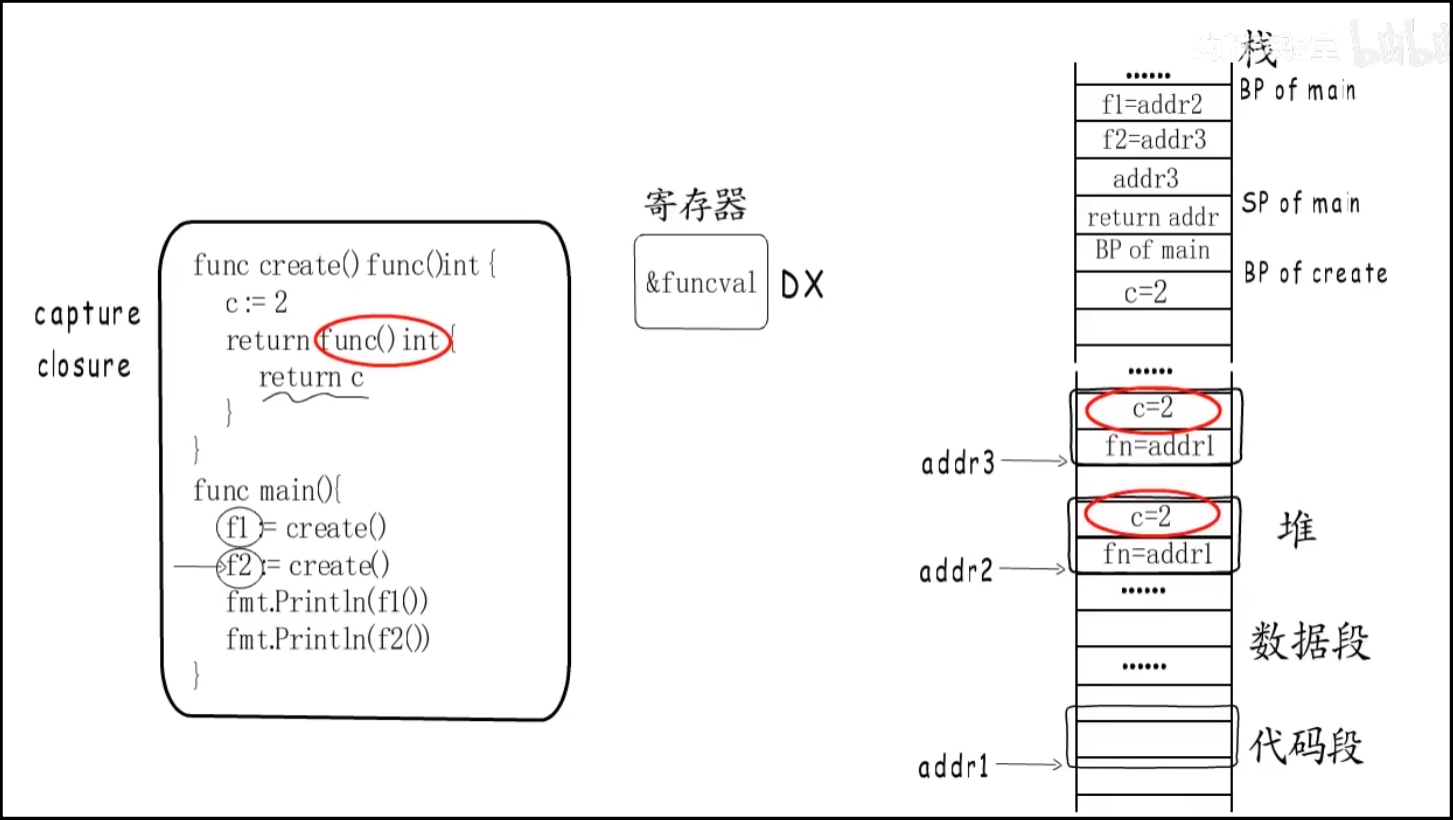 capture
closure
func create() func()int {
c := 2
return func() int {
return c
}
}
func main(){
f1 := create()
f2 := create()
fmt.Println(f1())
fmt.Println(f2())
}
寄存器
&funcval
DX
栈
bilibili
......
BP of main
f1=addr2
f2=addr3
addr3
SP of main
return addr
BP of main
BP of create
c=2
......
c=2
fn=addr1
addr3
c=2
堆
fn=addr1
addr2
......
数据段
......
代码段
addr1